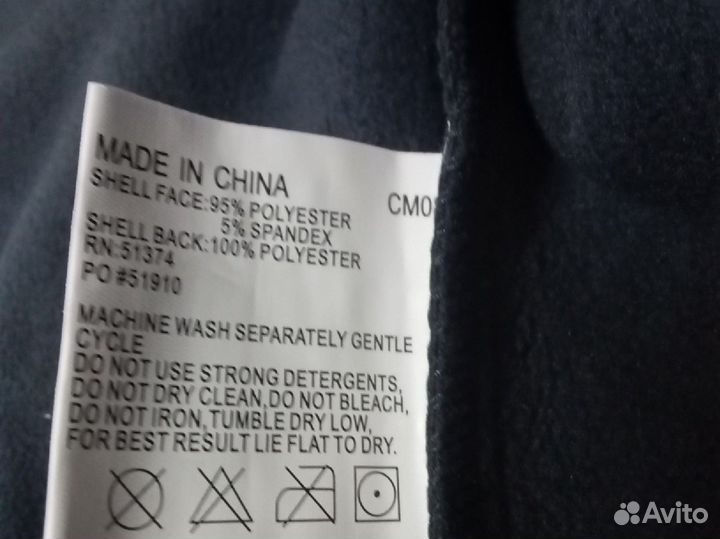 MADE IN CHINA
SHELL FACE:95% POLYESTER
5% SPANDEX
SHELL BACK:100% POLYESTER
RN:51374
PO #51910
MACHINE WASH SEPARATELY GENTLE
CYCLE
DO NOT USE STRONG DETERGENTS,
DO NOT DRY CLEAN,DO NOT BLEACH,
DO NOT IRON,TUMBLE DRY LOW,
FOR BEST RESULT LIE FLAT TO DRY.
Avito